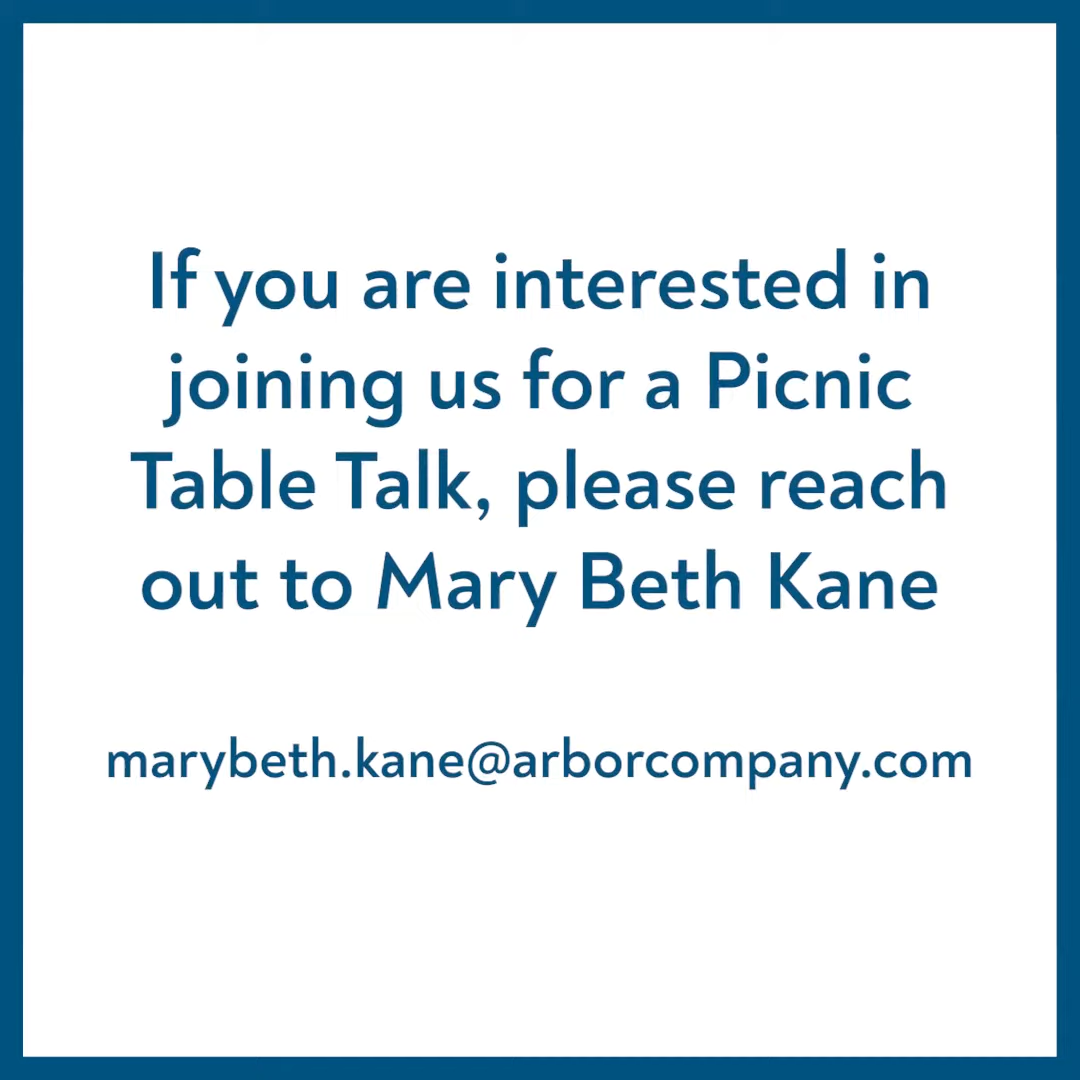 If you are interested in
joining us for a Picnic
Table Talk, please reach
out to Mary Beth Kane
marybeth.kane@arborcompany.com